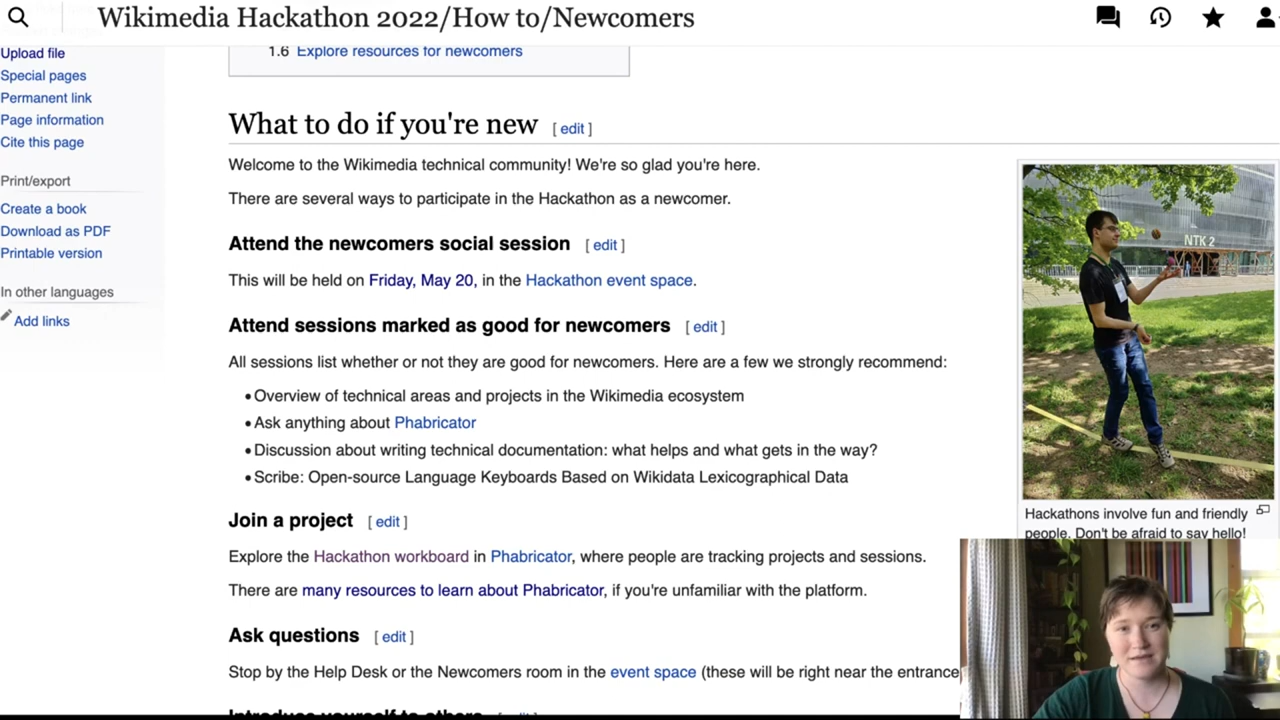 Wikimedia Hackathon 2022/How to/Newcomers
Upload file
Special pages
Permanent link
Page information
Cite this page
Print/export
Create a book
Download as PDF
Printable version
In other languages
Add links
1.6 Explore resources for newcomers
What to do if you're new [ edit ]
Welcome to the Wikimedia technical community! We're so glad you're here.
There are several ways to participate in the Hackathon as a newcomer.
Attend the newcomers social session [ edit ]
This will be held on Friday, May 20, in the Hackathon event space.
Attend sessions marked as good for newcomers [ edit ]
All sessions list whether or not they are good for newcomers. Here are a few we strongly recommend:
• Overview of technical areas and projects in the Wikimedia ecosystem
• Ask anything about Phabricator
• Discussion about writing technical documentation: what helps and what gets in the way?
• Scribe: Open-source Language Keyboards Based on Wikidata Lexicographical Data
Join a project [ edit ]
Explore the Hackathon workboard in Phabricator, where people are tracking projects and sessions.
There are many resources to learn about Phabricator, if you're unfamiliar with the platform.
Ask questions [ edit ]
Stop by the Help Desk or the Newcomers room in the event space (these will be right near the entrance
Introduce yourself to others [ edit ]
NTK 2
Hackathons involve fun and friendly
people. Don't be afraid to say hello!